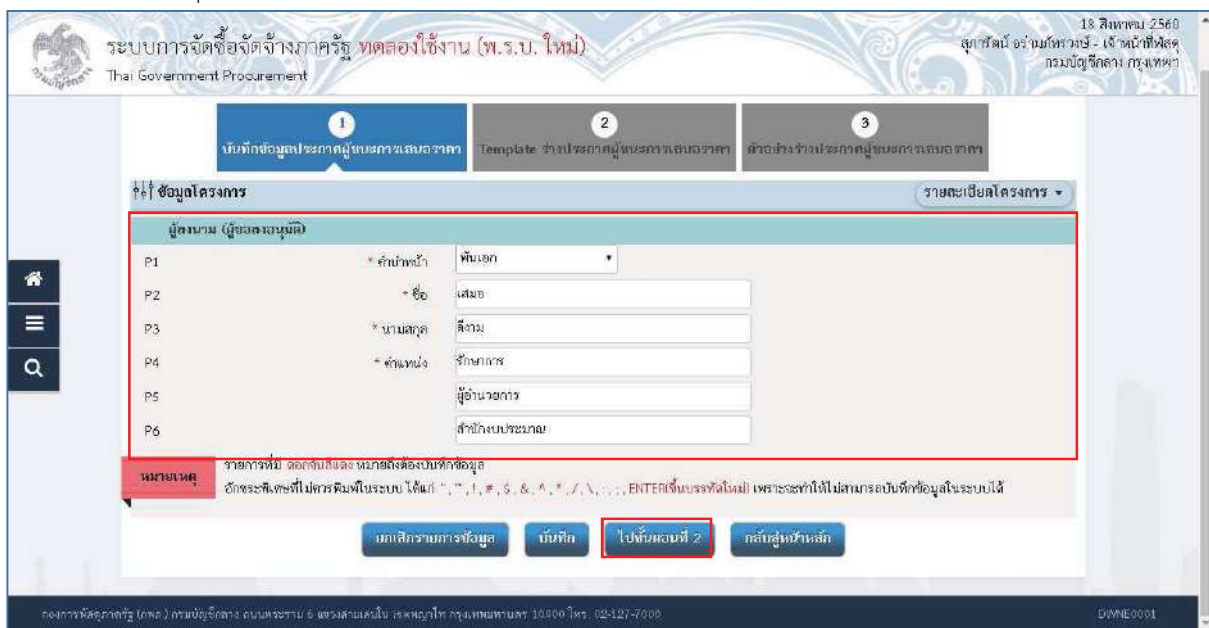 18 สิงหาคม 2560
ระบบการจัดซื้อจัดจ้างภาครัฐ ทดลองใช้งาน (พ.ร.บ. ใหม่)
Thai Government Procurement
สุภารัตน์ อร่ามภัทรวงษ์ - เจ้าหน้าที่พัสดุ
กรมบัญชีกลาง กรุงเทพฯ
1
บันทึกข้อมูลประกาศผู้ชนะการเสนอราคา
2
Template ร่างประกาศผู้ชนะการเสนอราคา
3
ตัวอย่างร่างประกาศผู้ชนะการเสนอราคา
ข้อมูลโครงการ
รายละเอียดโครงการ
ผู้ลงนาม (ผู้ขอลงอนุมัติ)
P1 * คำนำหน้า พันเอก
P2 * ชื่อ เสมอ
P3 * นามสกุล ดีงาม
P4 * ตำแหน่ง รักษาการ
P5 ผู้อำนวยการ
P6 สำนักงบประมาณ
หมายเหตุ
รายการที่มี ดอกจันสีแดง หมายถึงต้องบันทึกข้อมูล
อักขระพิเศษที่ไม่ควรพิมพ์ในระบบ ได้แก่ ENTER(ขึ้นบรรทัดใหม่) เพราะจะทำให้ไม่สามารถบันทึกข้อมูลในระบบได้
ยกเลิกรายการข้อมูล บันทึก ไปขั้นตอนที่ 2 กลับสู่หน้าหลัก
กองการพัสดุภาครัฐ (กพภ.) กรมบัญชีกลาง ถนนพระราม 6 แขวงสามเสนใน เขตพญาไท กรุงเทพมหานคร 10400 โทร. 02-127-7000